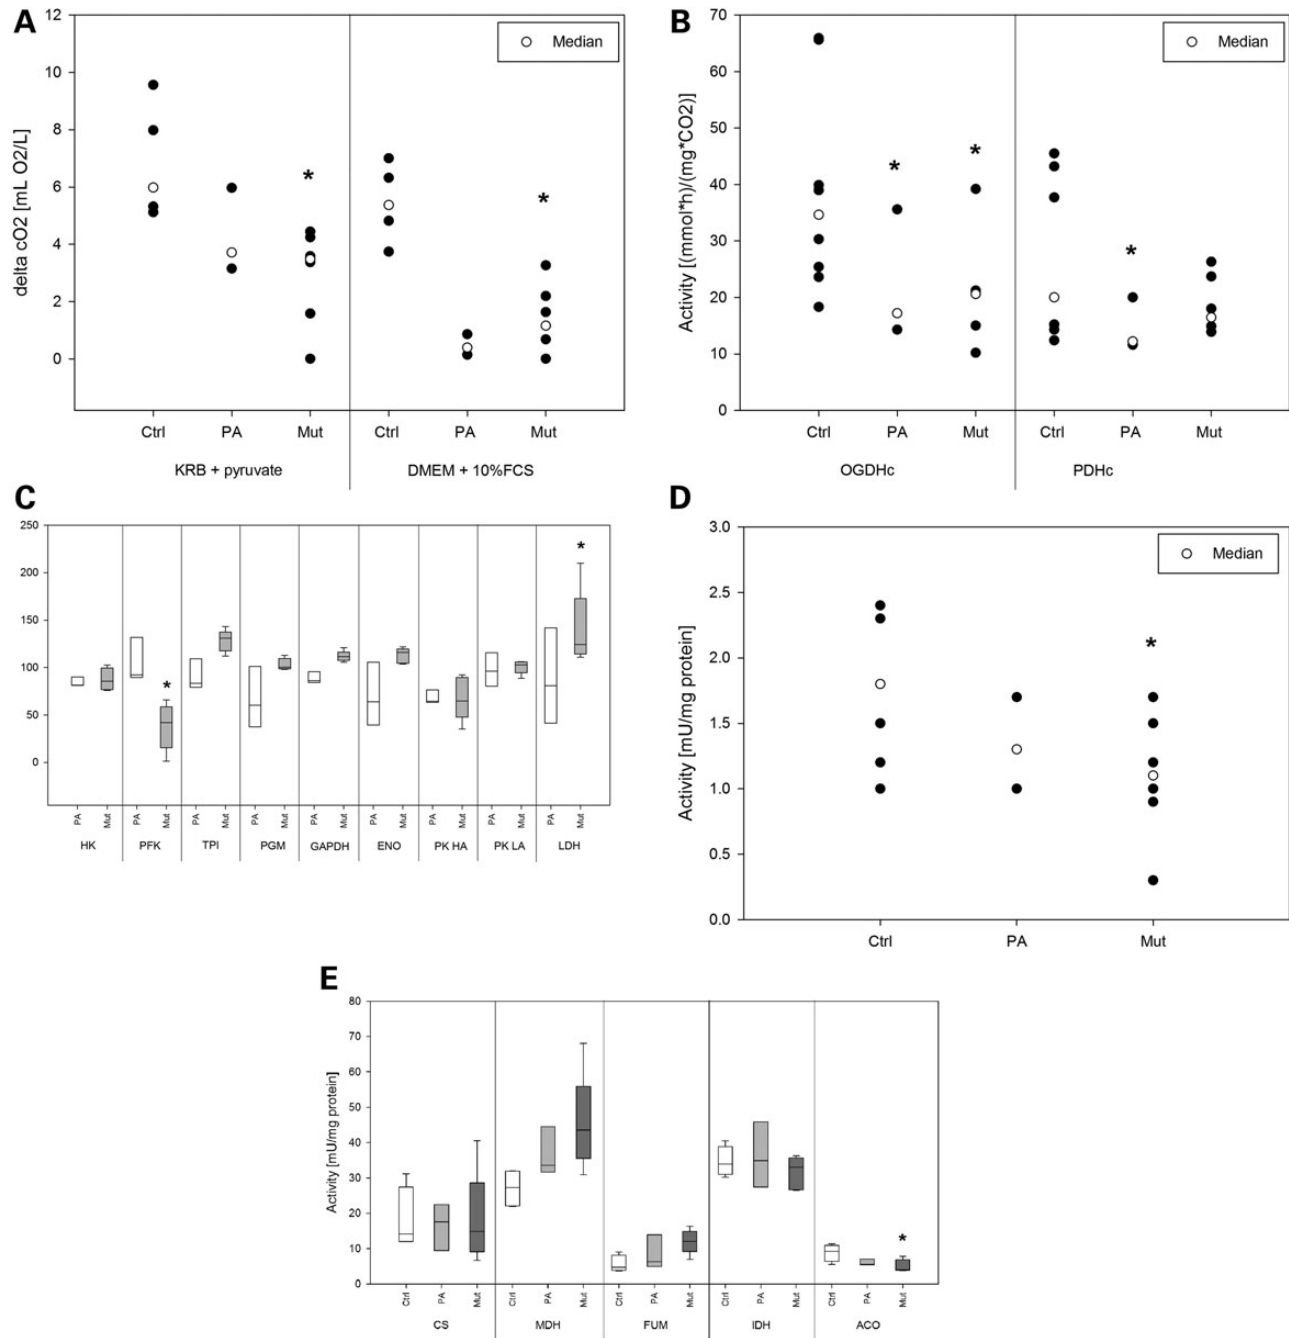 A
12
10
8
6
4
2
0
delta cO2 [mL O2/L]
Median
*
*
Ctrl PA Mut Ctrl PA Mut
KRB + pyruvate DMEM + 10%FCS
B
70
60
50
40
30
20
10
0
Activity [(mmol*h)/(mg*CO2)]
Median
* *
*
Ctrl PA Mut Ctrl PA Mut
OGDHc PDHc
C
250
200
150
100
50
0
*
*
PA Mut PA Mut PA Mut PA Mut PA Mut PA Mut PA Mut PA Mut PA Mut
HK PFK TPI PGM GAPDH ENO PK HA PK LA LDH
D
3.0
2.5
2.0
1.5
1.0
0.5
0.0
Activity [mU/mg protein]
Median
*
Ctrl PA Mut
E
80
70
60
50
40
30
20
10
0
Activity [mU/mg protein]
*
Ctrl PA Mut Ctrl PA Mut Ctrl PA Mut Ctrl PA Mut Ctrl PA Mut
CS MDH FUM IDH ACO